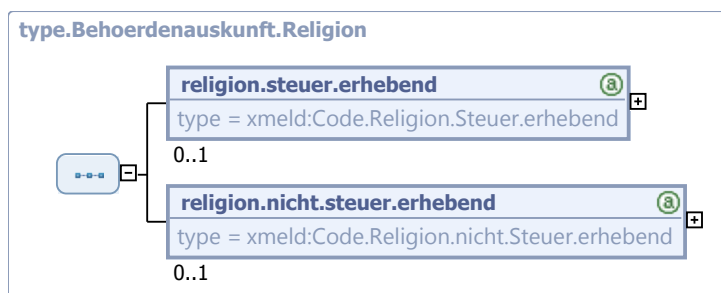 type.Behoerdenauskunft.Religion
religion.steuer.erhebend
type = xmeld:Code.Religion.Steuer.erhebend
0..1
religion.nicht.steuer.erhebend
type = xmeld:Code.Religion.nicht.Steuer.erhebend
0..1